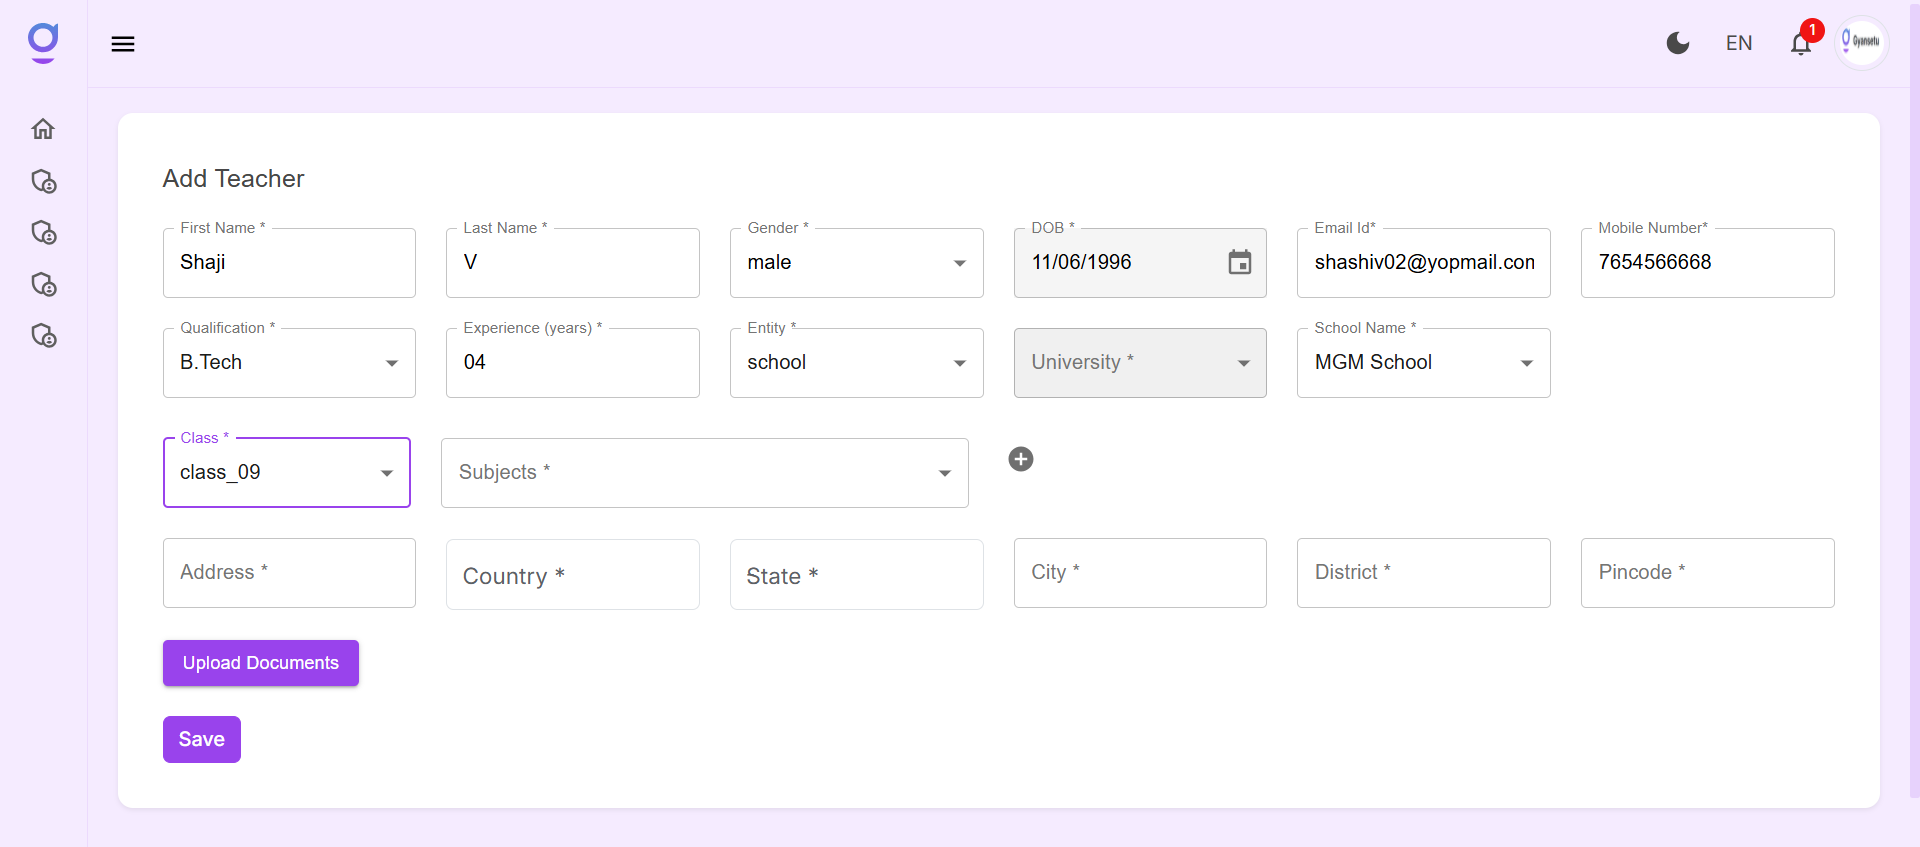 EN
1
Gyansetu
Add Teacher
First Name *
Shaji
Last Name *
V
Gender *
male
DOB *
11/06/1996
Email Id*
shashiv02@yopmail.com
Mobile Number*
7654566668
Qualification *
B.Tech
Experience (years) *
04
Entity *
school
University *
School Name *
MGM School
Class *
class_09
Subjects *
Address *
Country *
State *
City *
District *
Pincode *
Upload Documents
Save